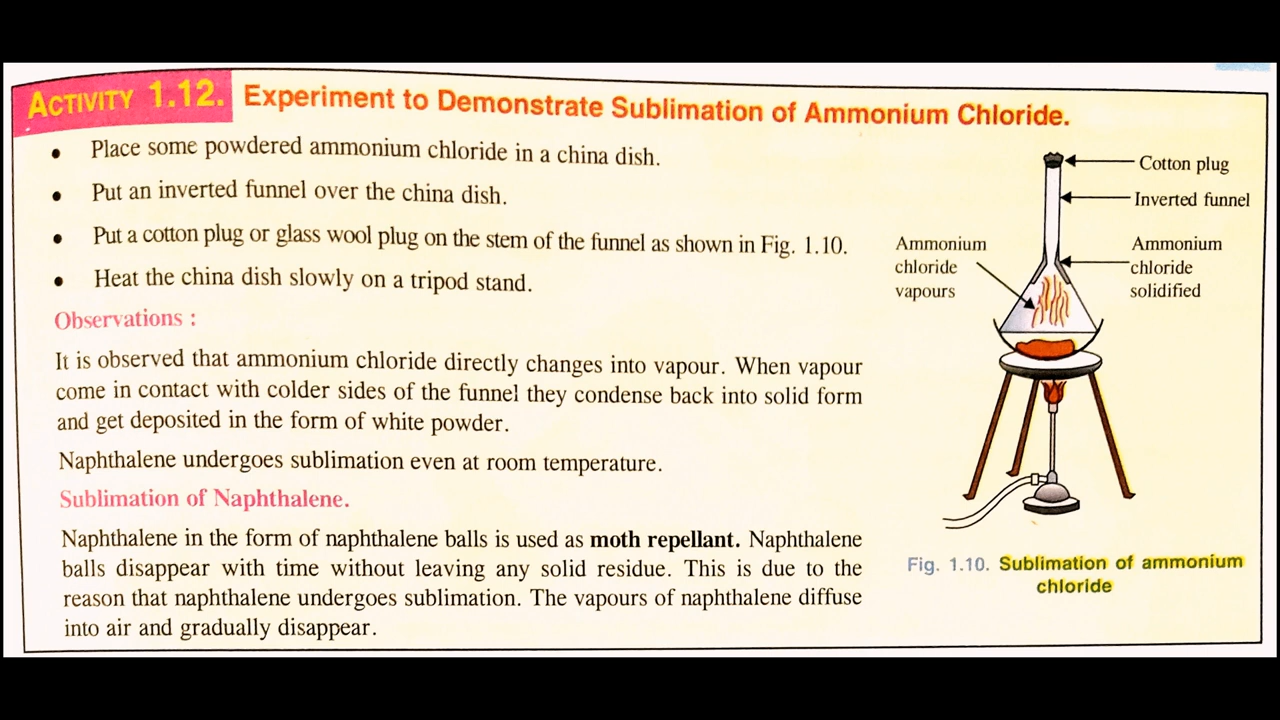 ACTIVITY 1.12. Experiment to Demonstrate Sublimation of Ammonium Chloride.
• Place some powdered ammonium chloride in a china dish.
• Put an inverted funnel over the china dish.
• Put a cotton plug or glass wool plug on the stem of the funnel as shown in Fig. 1.10.
• Heat the china dish slowly on a tripod stand.
Observations :
It is observed that ammonium chloride directly changes into vapour. When vapour
come in contact with colder sides of the funnel they condense back into solid form
and get deposited in the form of white powder.
Naphthalene undergoes sublimation even at room temperature.
Sublimation of Naphthalene.
Naphthalene in the form of naphthalene balls is used as moth repellant. Naphthalene
balls disappear with time without leaving any solid residue. This is due to the
reason that naphthalene undergoes sublimation. The vapours of naphthalene diffuse
into air and gradually disappear.
Cotton plug
Inverted funnel
Ammonium
chloride
vapours
Ammonium
chloride
solidified
Fig. 1.10. Sublimation of ammonium
chloride